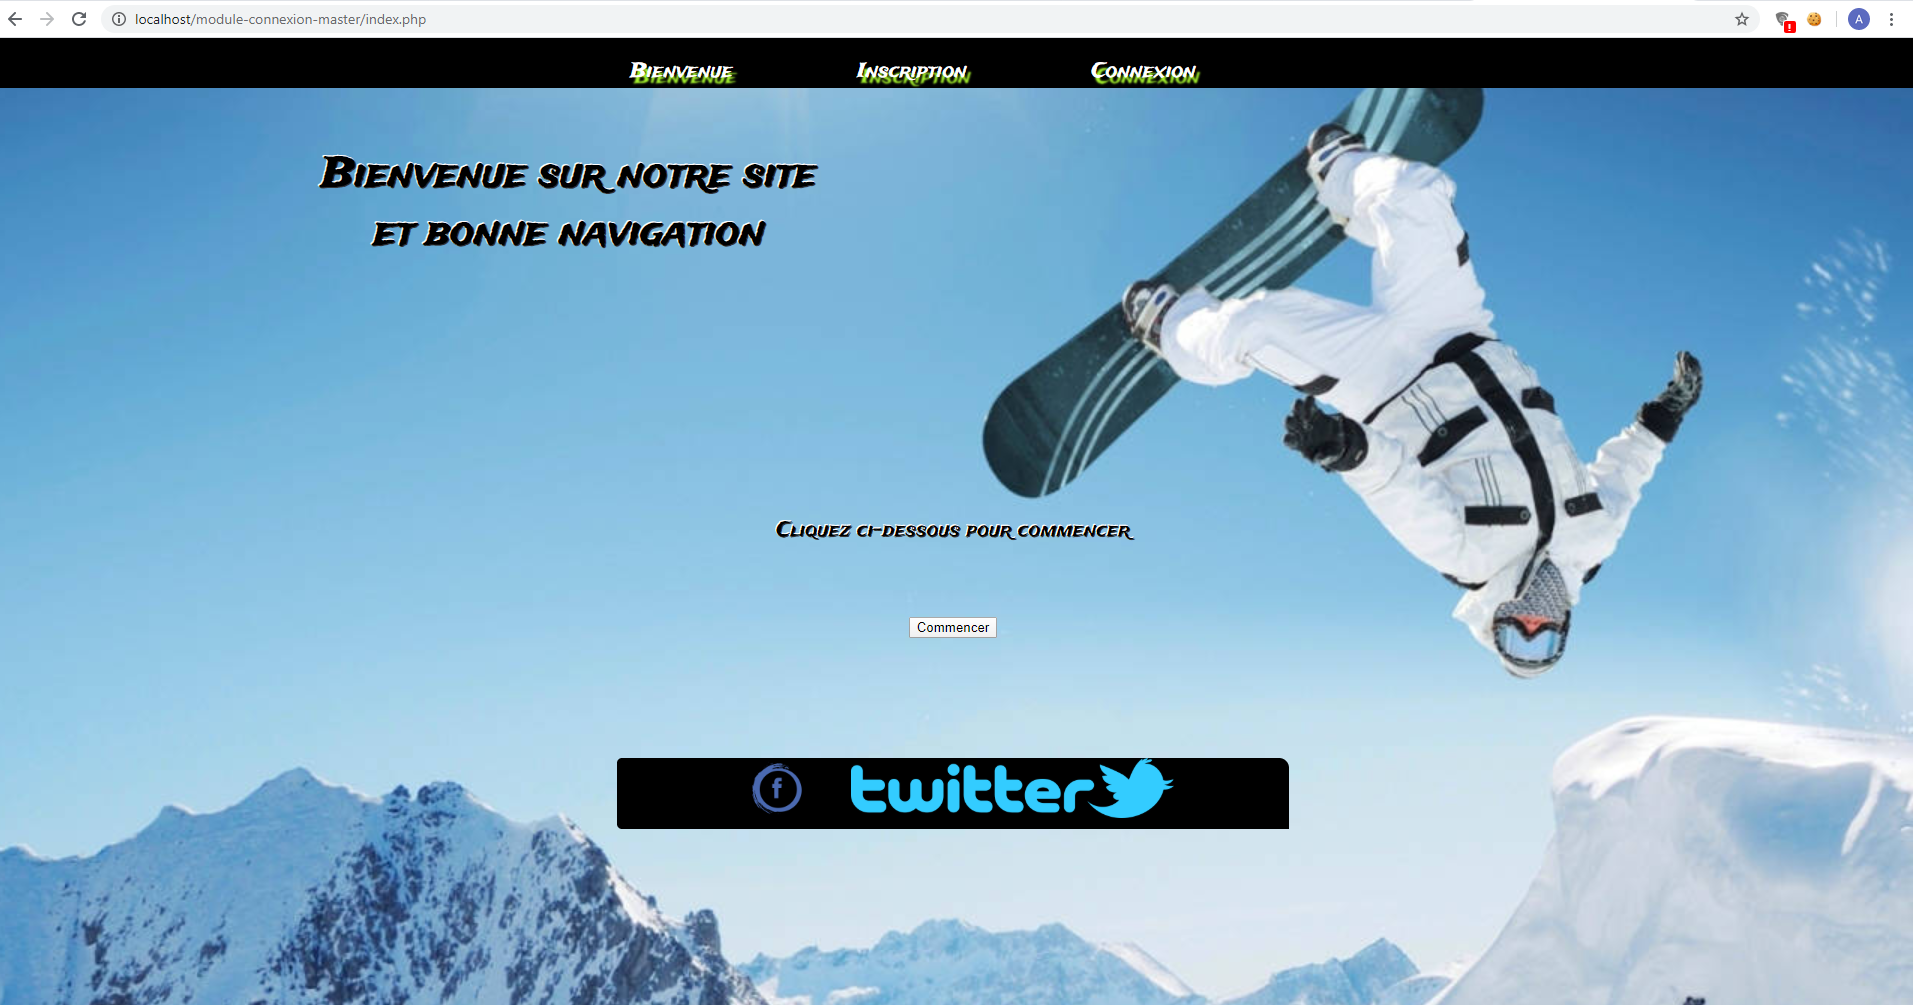 localhost/module-connexion-master/index.php
A
Bienvenue
Inscription
Connexion
Bienvenue sur notre site
et bonne navigation
Cliquez ci-dessous pour commencer
Commencer
f
twitter